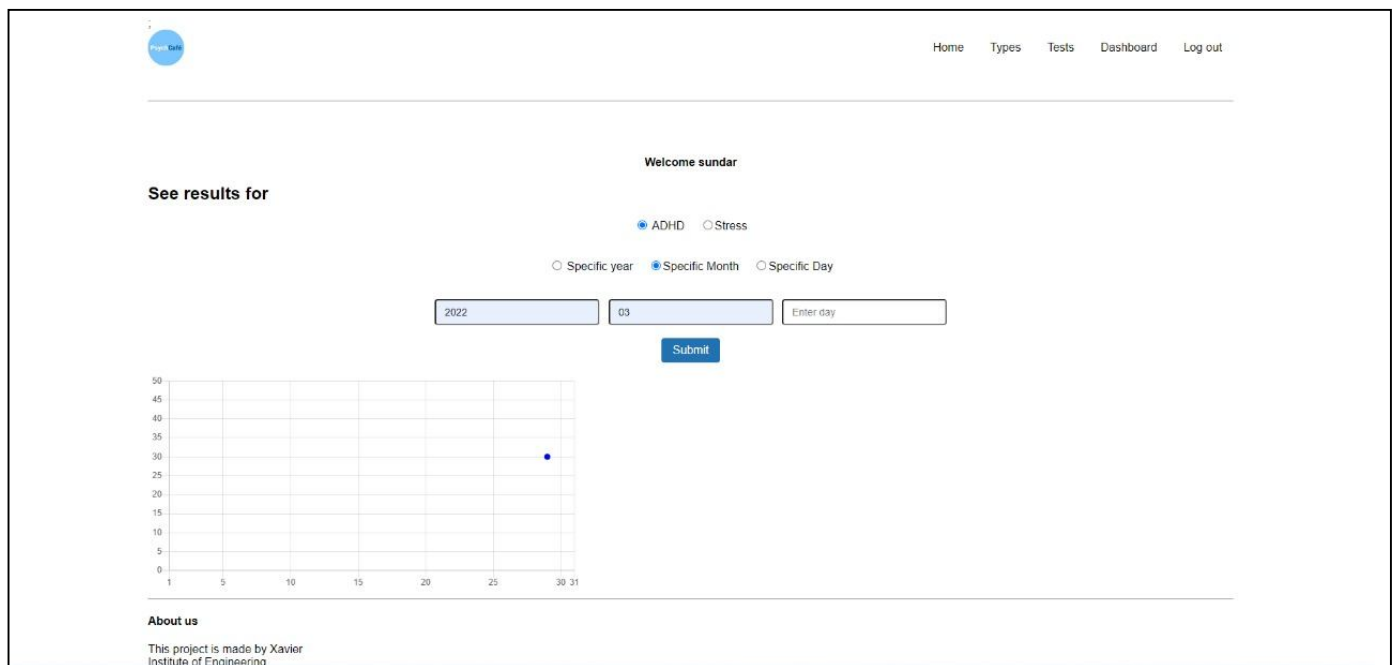 ;
PsychCafe
Home Types Tests Dashboard Log out
Welcome sundar
See results for
ADHD Stress
Specific year Specific Month Specific Day
2022 03 Enter day
Submit
50
45
40
35
30
25
20
15
10
5
0
1 5 10 15 20 25 30 31
About us
This project is made by Xavier
Institute of Engineering